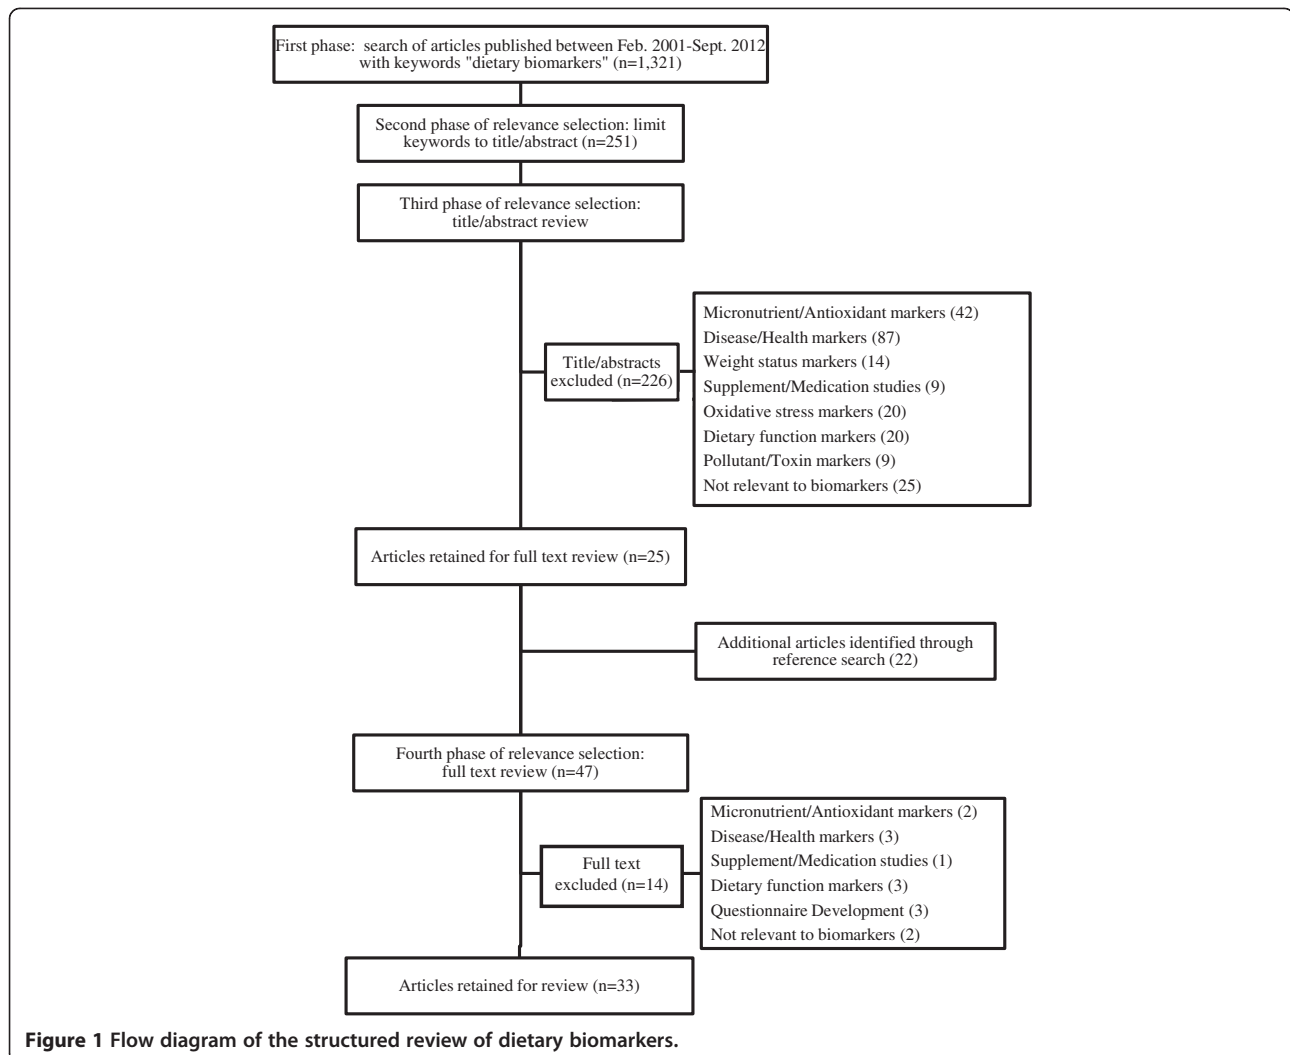 First phase: search of articles published between Feb. 2001-Sept. 2012
with keywords "dietary biomarkers" (n=1,321)
Second phase of relevance selection: limit
keywords to title/abstract (n=251)
Third phase of relevance selection:
title/abstract review
Title/abstracts
excluded (n=226)
Micronutrient/Antioxidant markers (42)
Disease/Health markers (87)
Weight status markers (14)
Supplement/Medication studies (9)
Oxidative stress markers (20)
Dietary function markers (20)
Pollutant/Toxin markers (9)
Not relevant to biomarkers (25)
Articles retained for full text review (n=25)
Additional articles identified through
reference search (22)
Fourth phase of relevance selection:
full text review (n=47)
Full text
excluded (n=14)
Micronutrient/Antioxidant markers (2)
Disease/Health markers (3)
Supplement/Medication studies (1)
Dietary function markers (3)
Questionnaire Development (3)
Not relevant to biomarkers (2)
Articles retained for review (n=33)
Figure 1 Flow diagram of the structured review of dietary biomarkers.